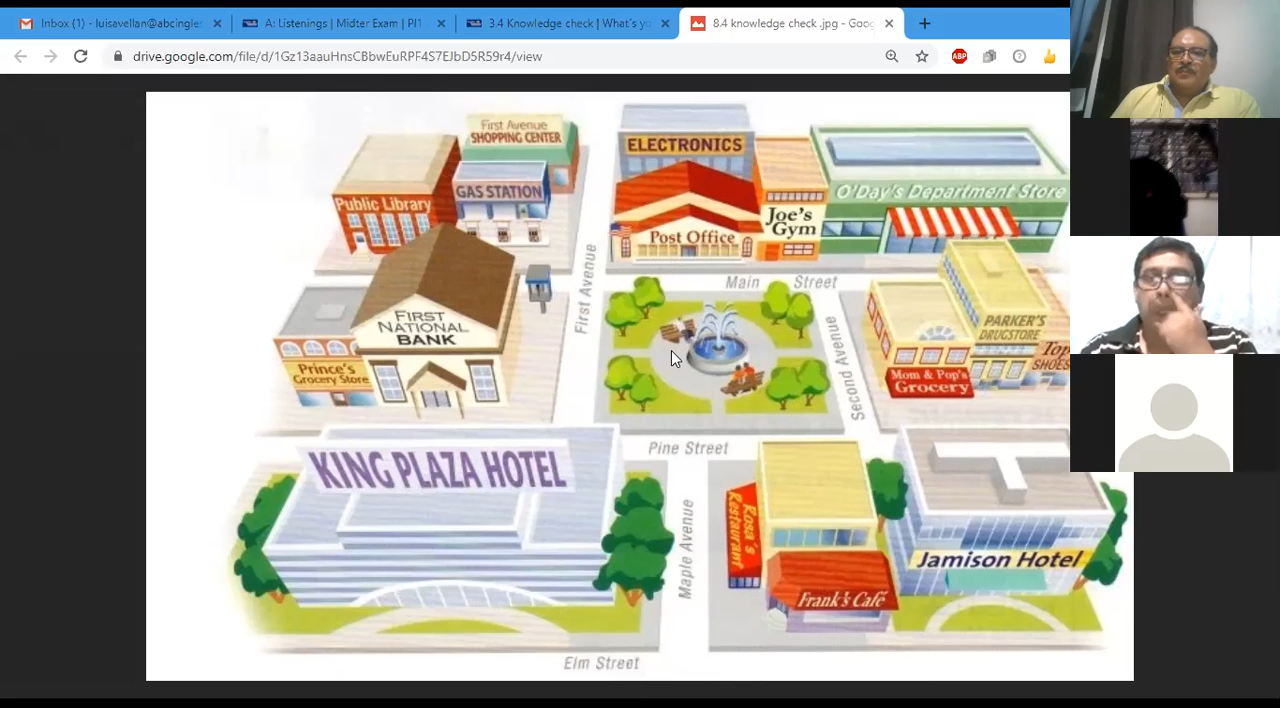 Inbox (1) - luisavellan@abcingles
A: Listenings | Midter Exam | PI1
3.4 Knowledge check | What's yo
8.4 knowledge check .jpg - Goog
drive.google.com/file/d/1Gz13aauHnsCBbwEuRPF4S7EJbD5R59r4/view
ABP
First Avenue
SHOPPING CENTER
ELECTRONICS
GAS STATION
Public Library
O'Day's Department Store
Joe's
Gym
Post Office
Main Street
First Avenue
FIRST
NATIONAL
BANK
Second Avenue
PARKER'S
DRUGSTORE
Top
SHOES
Prince's
Grocery Store
Mom & Pop's
Grocery
Pine Street
KING PLAZA HOTEL
Maple Avenue
Rosa's
Restaurant
Jamison Hotel
Frank's Café
Elm Street